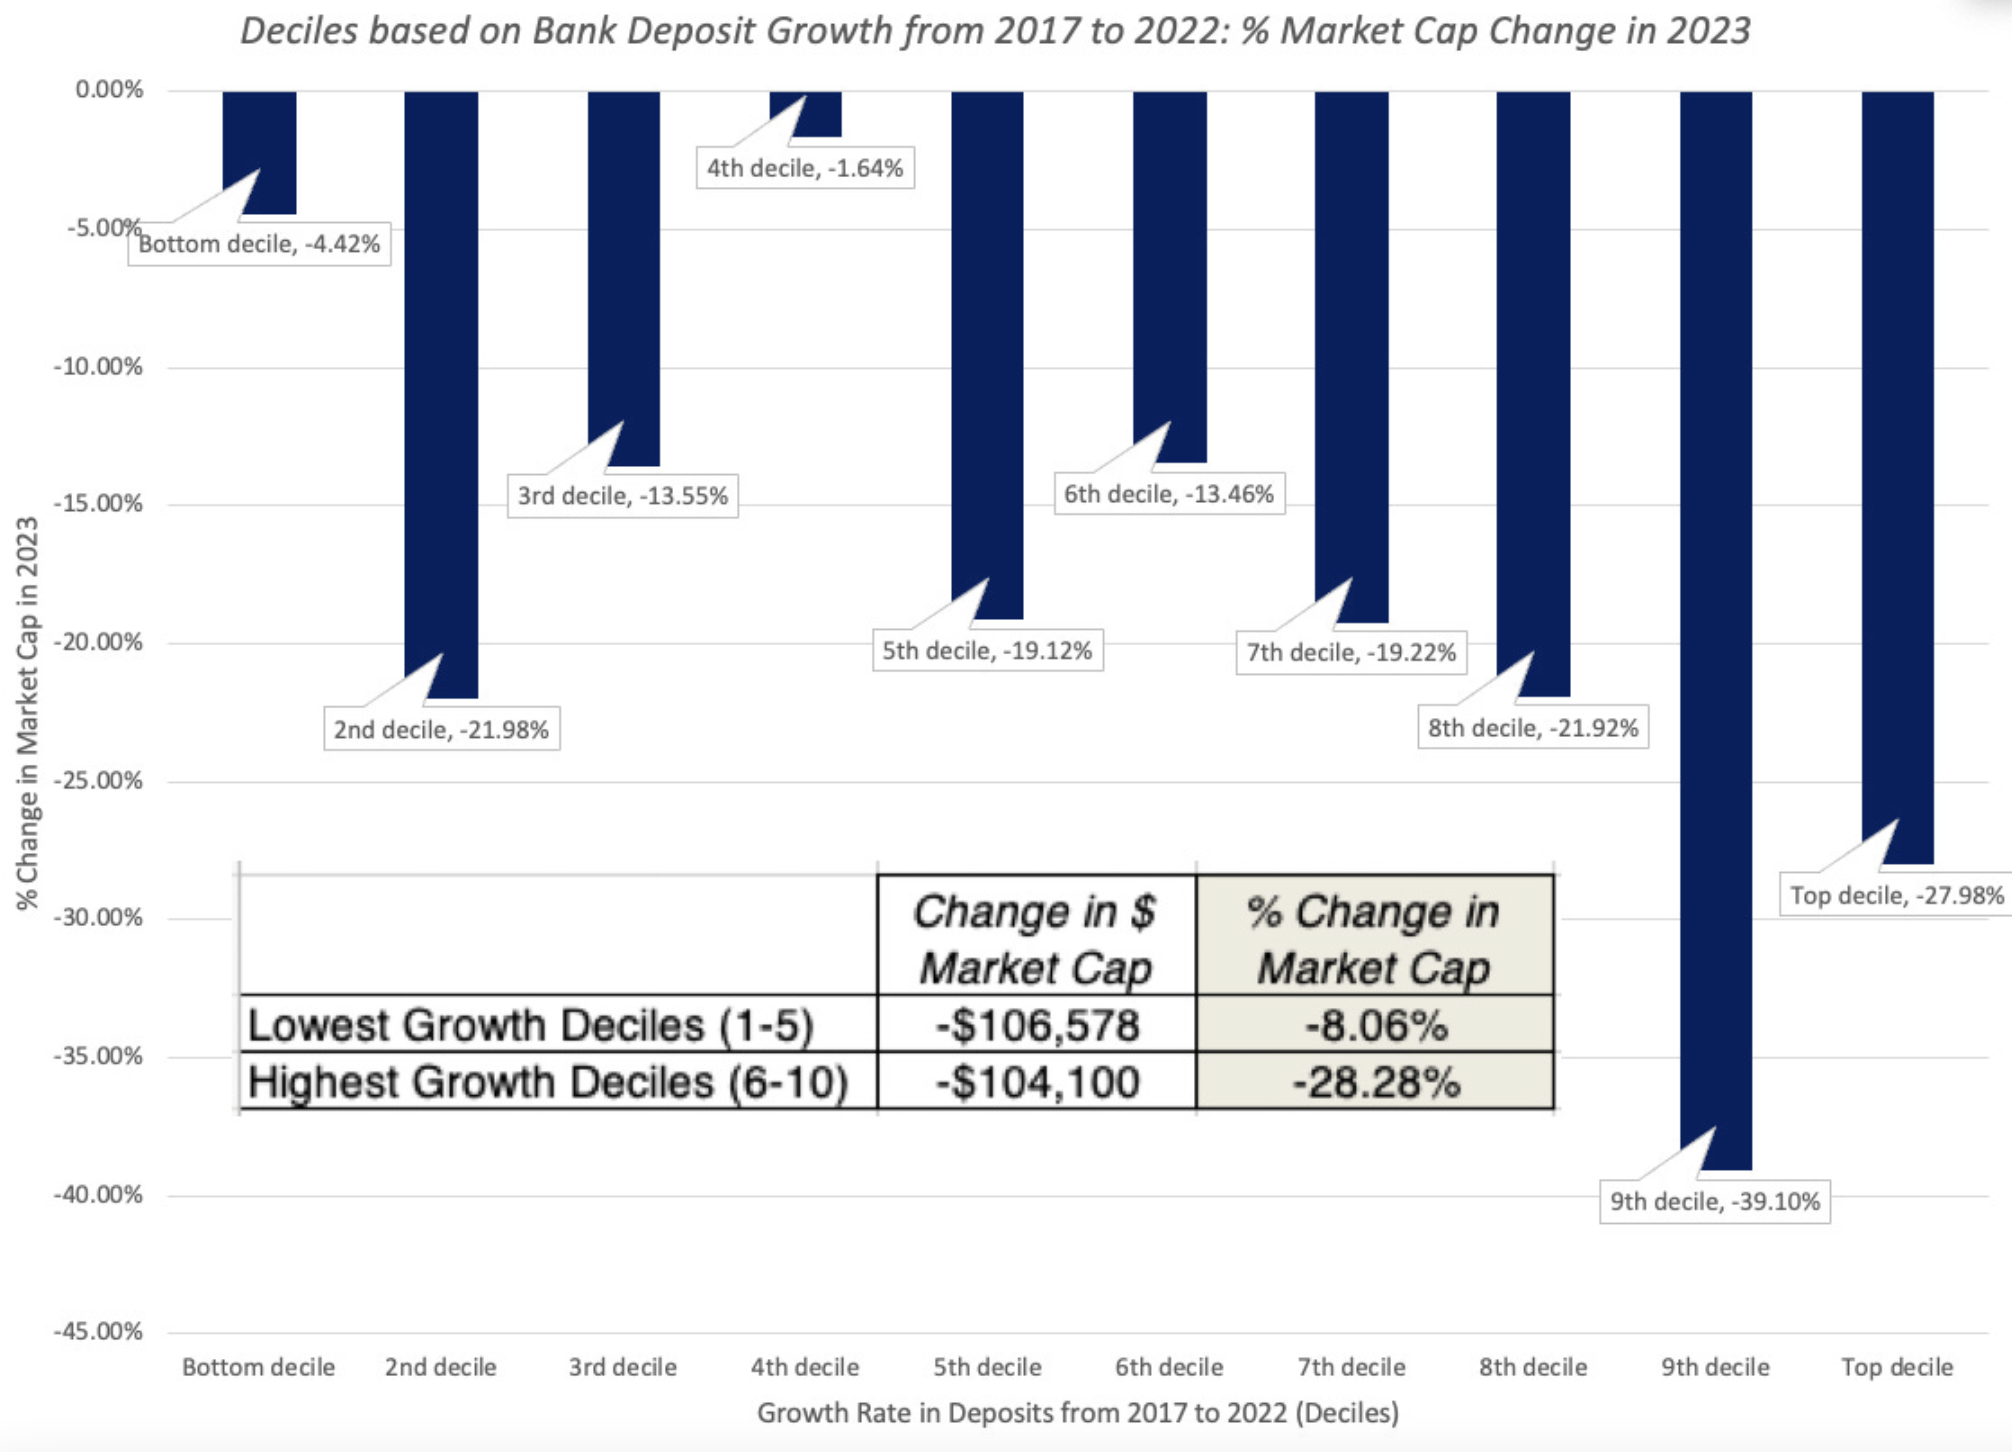 Deciles based on Bank Deposit Growth from 2017 to 2022: % Market Cap Change in 2023
% Change in Market Cap in 2023
0.00%
-5.00%
-10.00%
-15.00%
-20.00%
-25.00%
-30.00%
-35.00%
-40.00%
-45.00%
Bottom decile, -4.42%
2nd decile, -21.98%
3rd decile, -13.55%
4th decile, -1.64%
5th decile, -19.12%
6th decile, -13.46%
7th decile, -19.22%
8th decile, -21.92%
9th decile, -39.10%
Top decile, -27.98%
Change in $ Market Cap
% Change in Market Cap
Lowest Growth Deciles (1-5) -$106,578 -8.06%
Highest Growth Deciles (6-10) -$104,100 -28.28%
Bottom decile 2nd decile 3rd decile 4th decile 5th decile 6th decile 7th decile 8th decile 9th decile Top decile
Growth Rate in Deposits from 2017 to 2022 (Deciles)